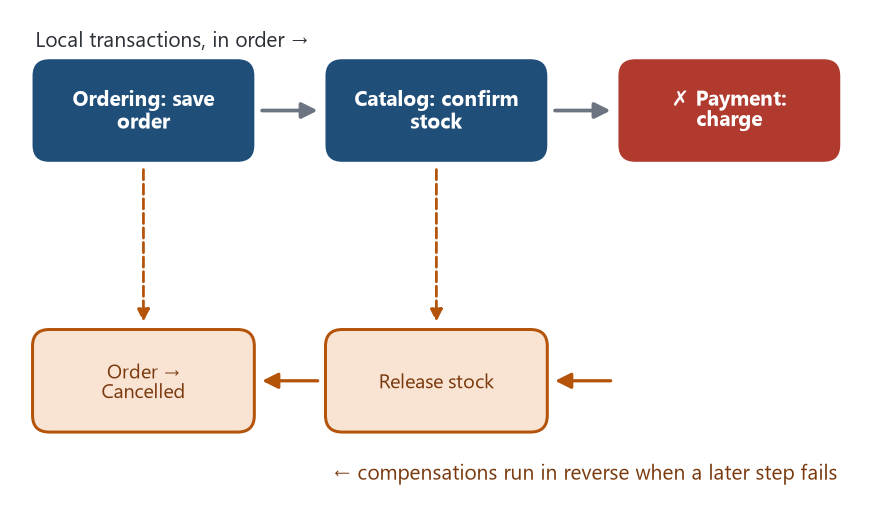 Local transactions, in order →
Ordering: save
order
Catalog: confirm
stock
✗ Payment:
charge
Order →
Cancelled
Release stock
← compensations run in reverse when a later step fails